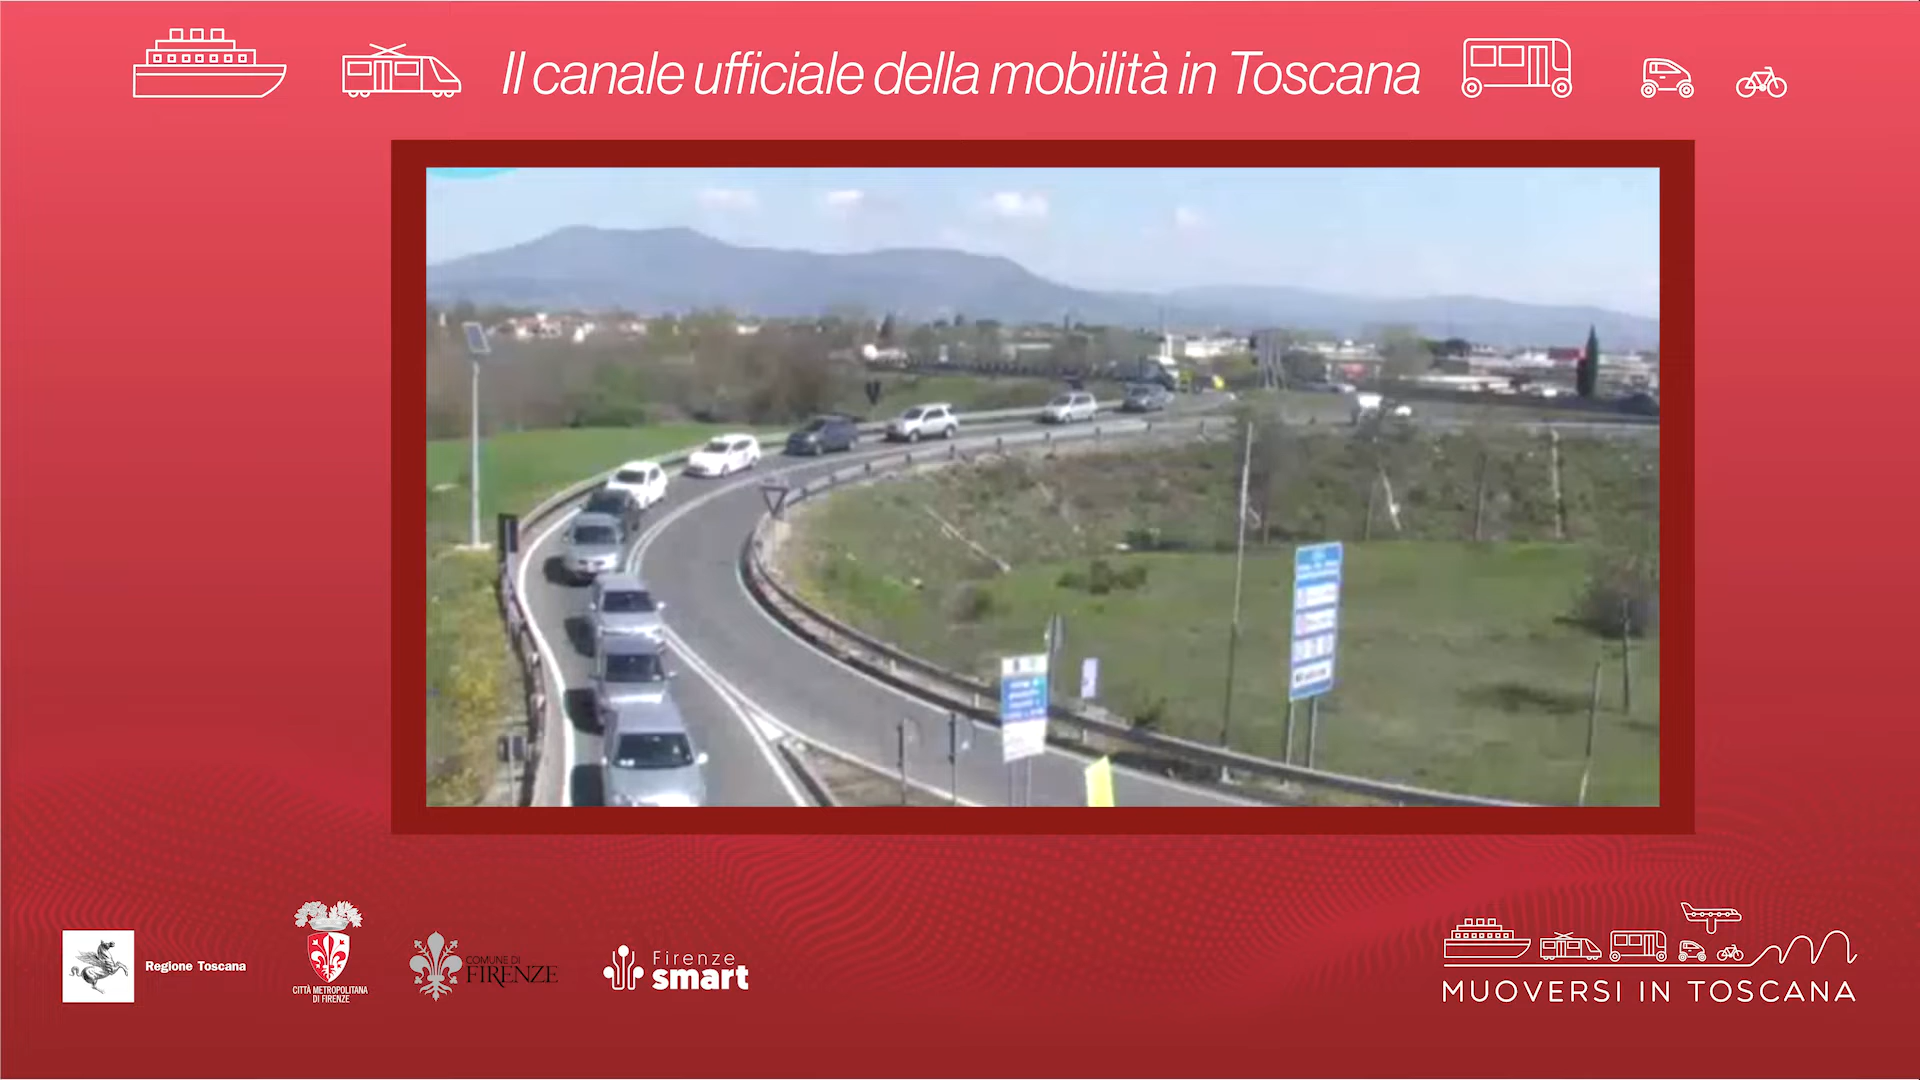 Il canale ufficiale della mobilità in Toscana
Regione Toscana
CITTÀ METROPOLITANA
DI FIRENZE
COMUNE DI
FIRENZE
Firenze
smart
MUOVERSI IN TOSCANA